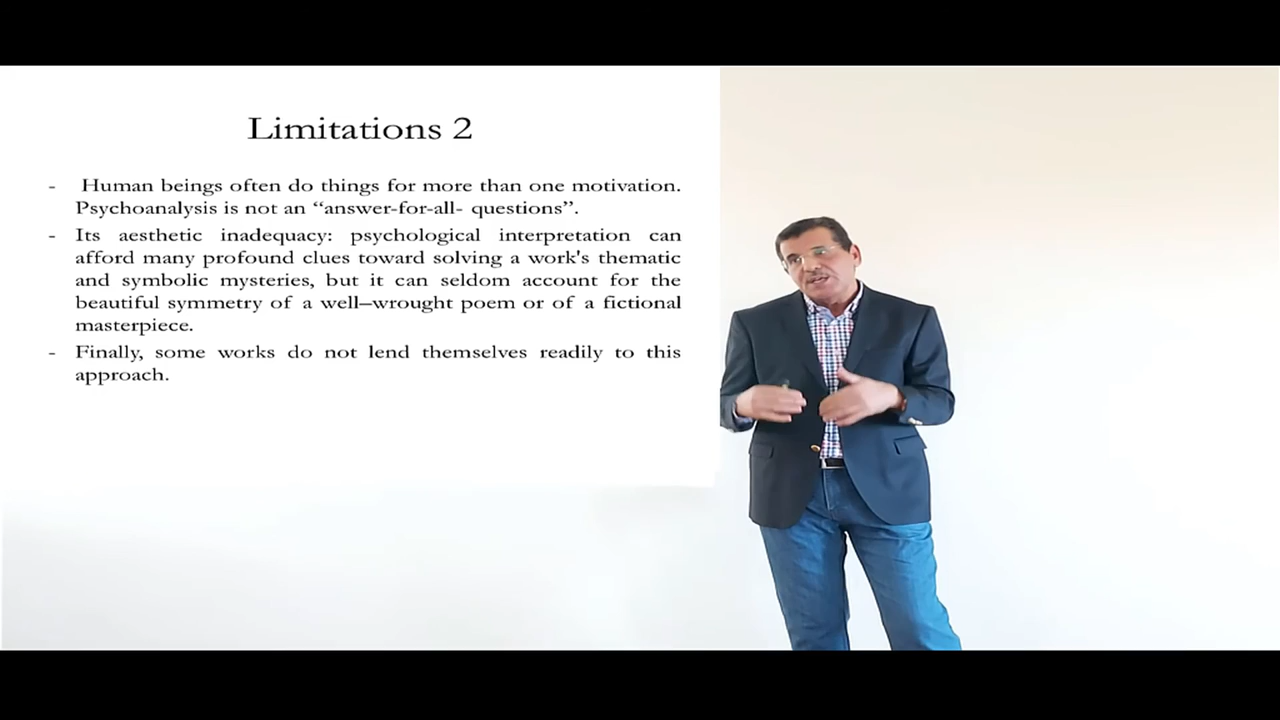 Limitations 2
- Human beings often do things for more than one motivation.
Psychoanalysis is not an “answer-for-all- questions”.
- Its aesthetic inadequacy: psychological interpretation can
afford many profound clues toward solving a work's thematic
and symbolic mysteries, but it can seldom account for the
beautiful symmetry of a well–wrought poem or of a fictional
masterpiece.
- Finally, some works do not lend themselves readily to this
approach.